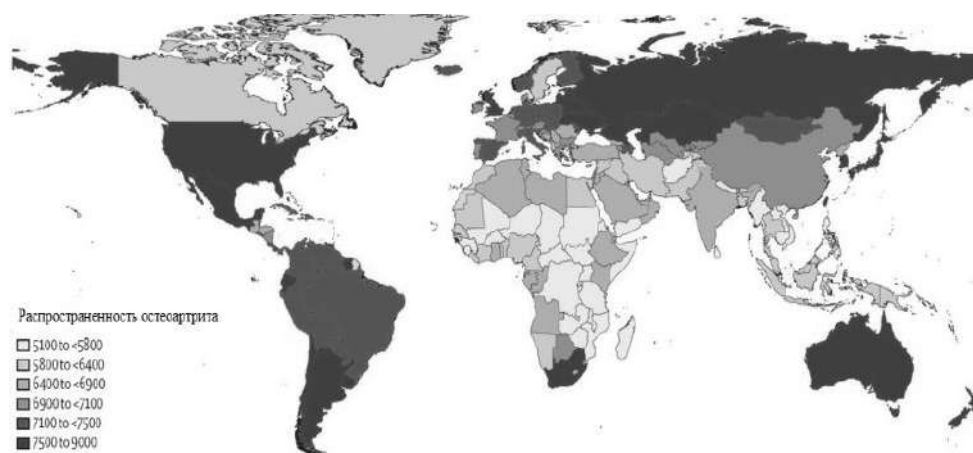 Распространенность остеоартрита
5100 to <5800
5800 to <6400
6400 to <6900
6900 to <7100
7100 to <7500
7500 to 9000